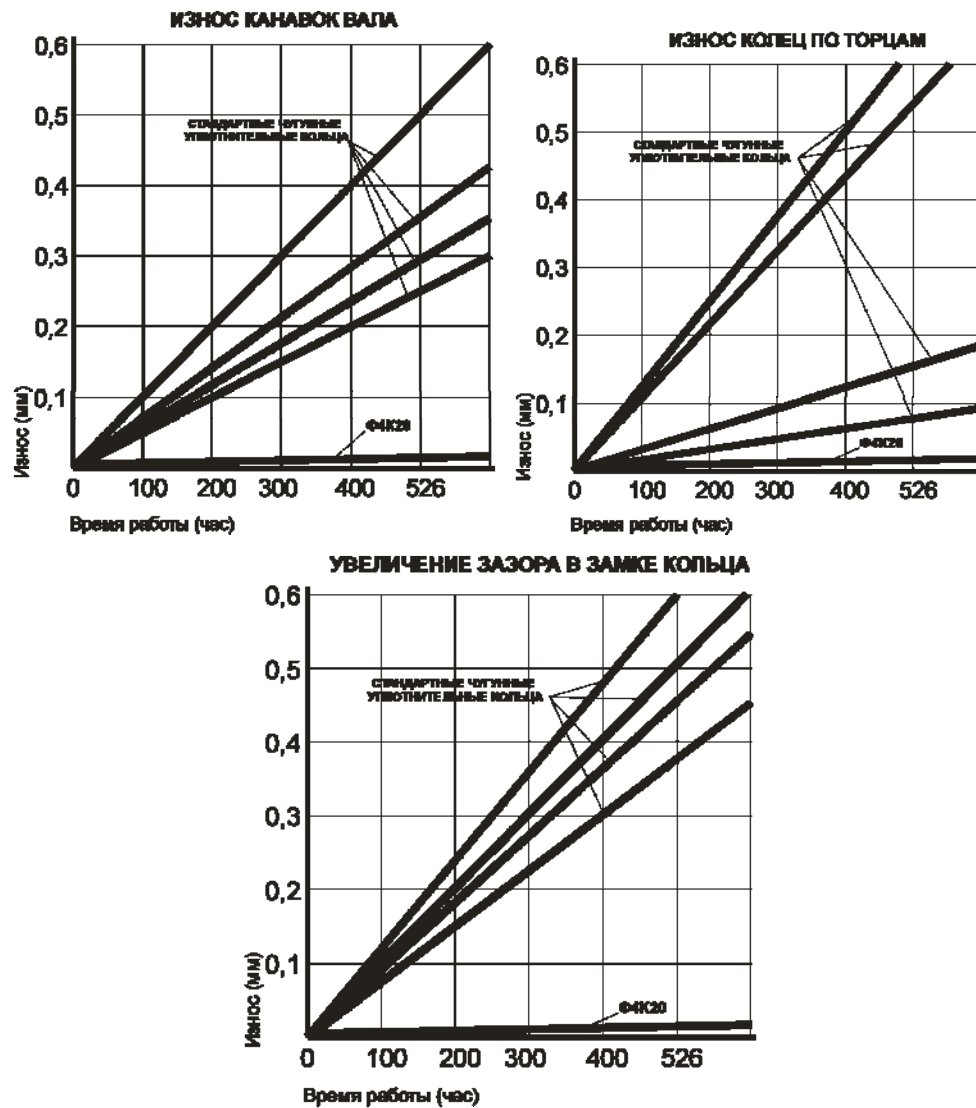 ИЗНОС КАНАВОК ВАЛА
0,6
0,5
0,4
0,3
0,2
0,1
СТАНДАРТНЫЕ ЧУГУННЫЕ
УПЛОТНИТЕЛЬНЫЕ КОЛЬЦА
Ф4К20
Износ (мм)
0 100 200 300 400 526
Время работы (час)
ИЗНОС КОЛЕЦ ПО ТОРЦАМ
0,6
0,5
0,4
0,3
0,2
0,1
СТАНДАРТНЫЕ ЧУГУННЫЕ
УПЛОТНИТЕЛЬНЫЕ КОЛЬЦА
Ф4К20
Износ (мм)
0 100 200 300 400 526
Время работы (час)
УВЕЛИЧЕНИЕ ЗАЗОРА В ЗАМКЕ КОЛЬЦА
0,6
0,5
0,4
0,3
0,2
0,1
СТАНДАРТНЫЕ ЧУГУННЫЕ
УПЛОТНИТЕЛЬНЫЕ КОЛЬЦА
Ф4К20
Износ (мм)
0 100 200 300 400 526
Время работы (час)